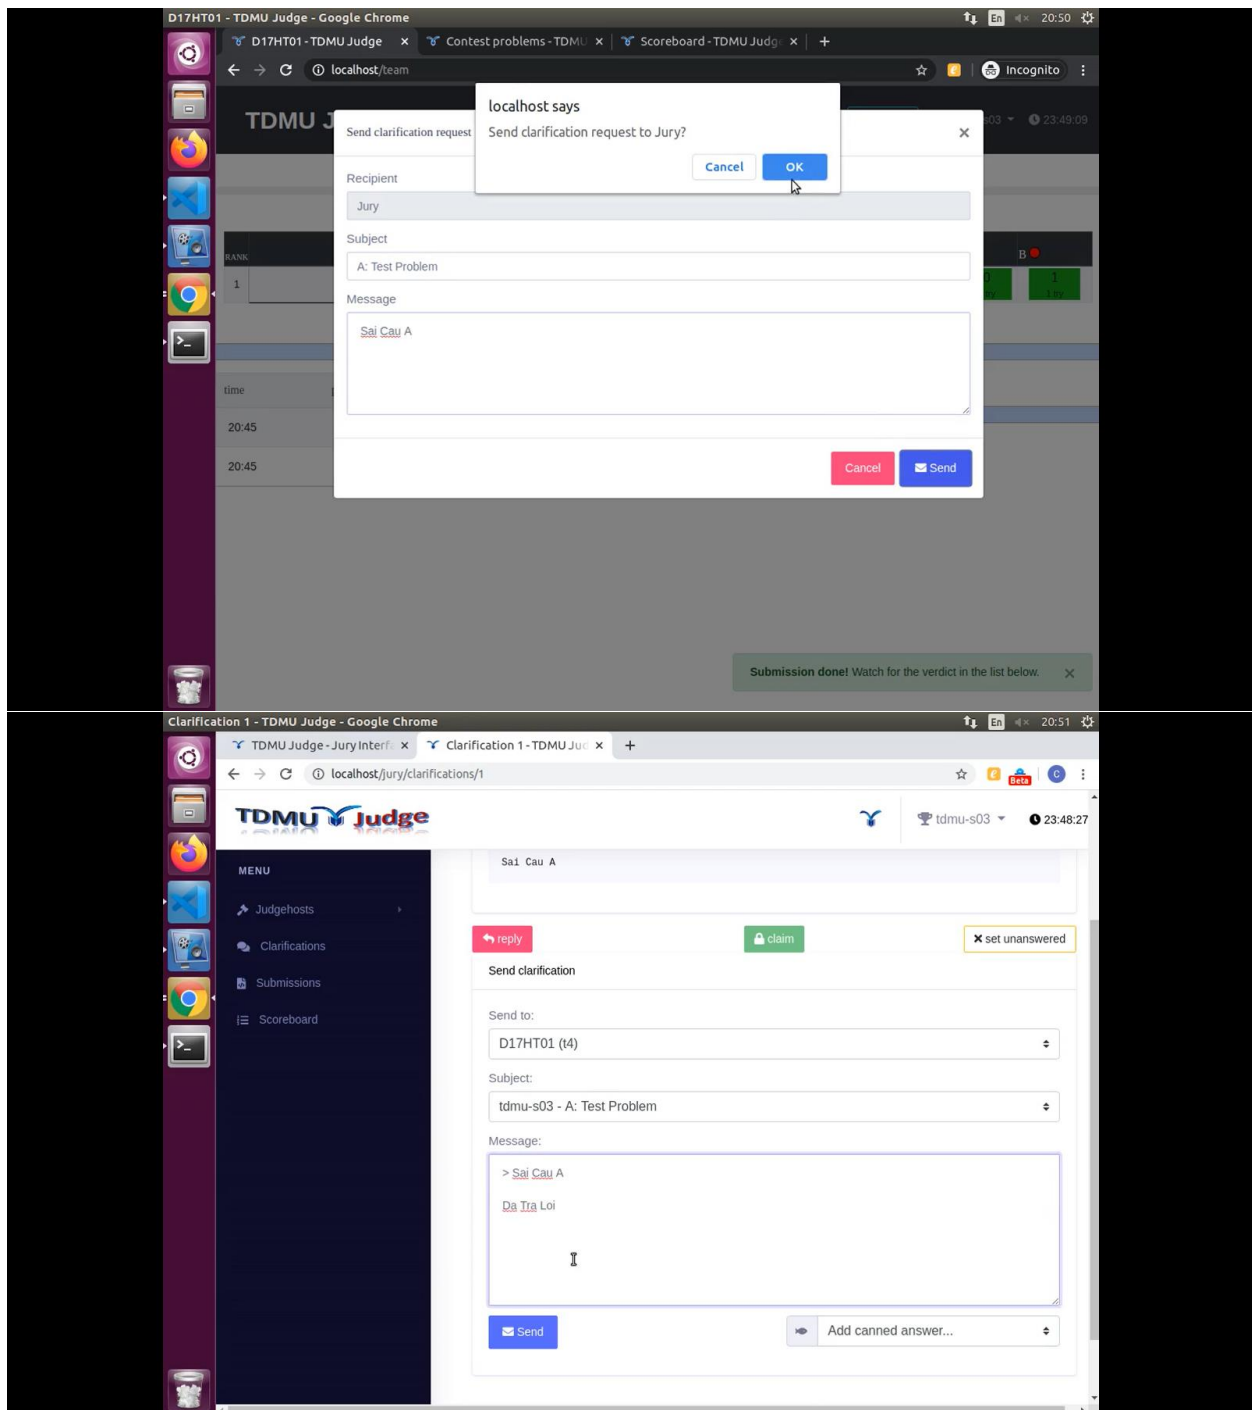 D17HT01 - TDMU Judge - Google Chrome
En
20:50
D17HT01 - TDMU Judge
Contest problems - TDMU
Scoreboard - TDMU Judge
localhost/team
Incognito
TDMU J
s03
23:49:09
localhost says
Send clarification request to Jury?
Cancel
OK
Send clarification request
Recipient
Jury
Subject
A: Test Problem
Message
Sai Cau A
RANK
B
1
1
time
20:45
20:45
Cancel
Send
Submission done! Watch for the verdict in the list below.
Clarification 1 - TDMU Judge - Google Chrome
En
20:51
TDMU Judge - Jury Interf
Clarification 1 - TDMU Jud
localhost/jury/clarifications/1
Beta
C
TDMU Judge
tdmu-s03
23:48:27
MENU
Judgehosts
Clarifications
Submissions
Scoreboard
Sai Cau A
reply
claim
set unanswered
Send clarification
Send to:
D17HT01 (t4)
Subject:
tdmu-s03 - A: Test Problem
Message:
> Sai Cau A
Da Tra Loi
Send
Add canned answer...